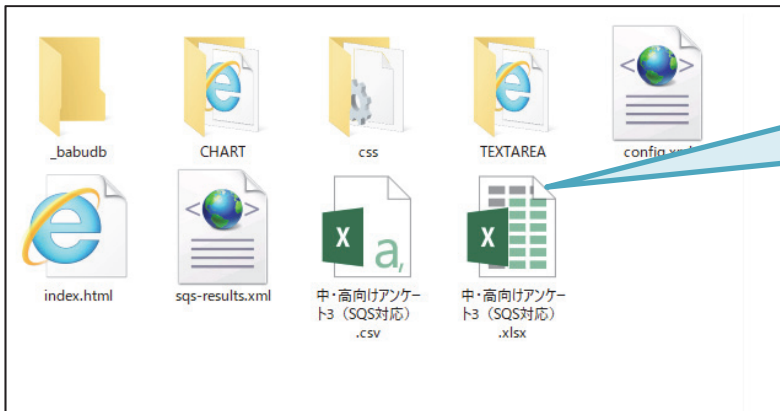 _babudb
CHART
css
TEXTAREA
config.xml
index.html
sqs-results.xml
中・高向けアンケー
ト3（SQS対応）
.csv
中・高向けアンケー
ト3（SQS対応）
.xlsx